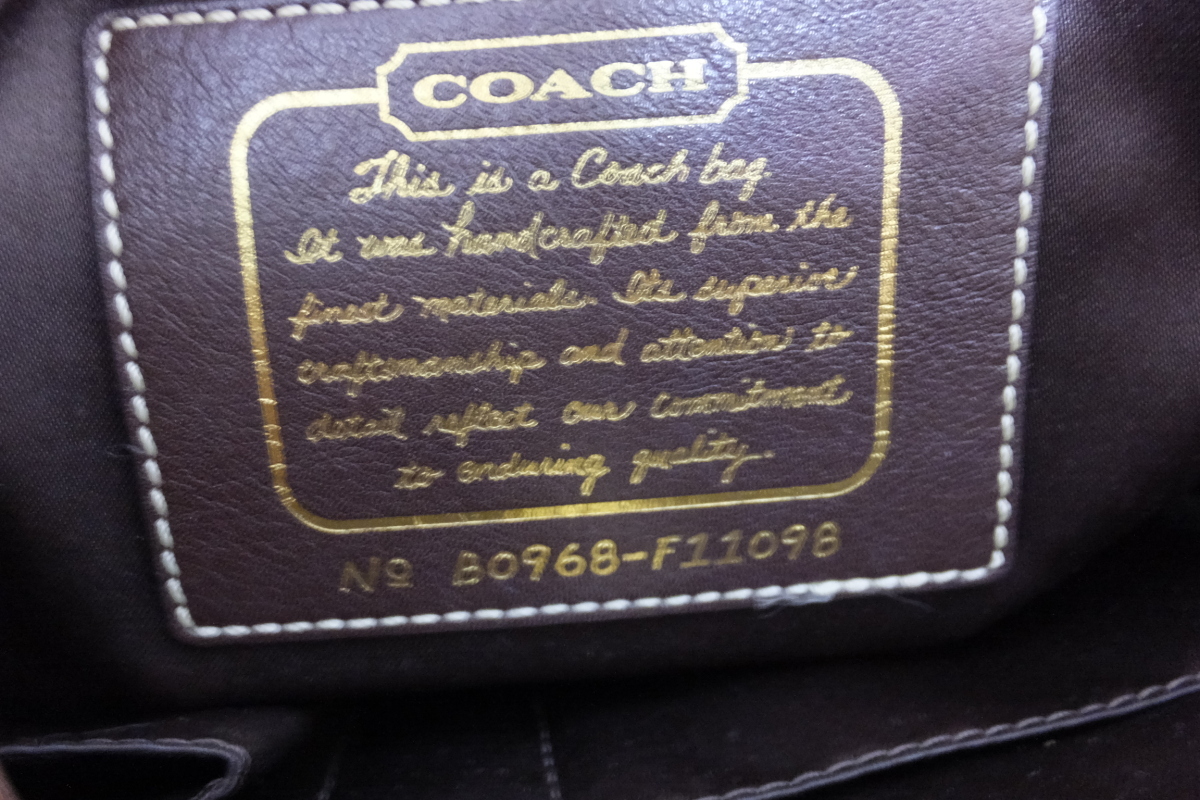 COACH
This is a Coach bag.
It was handcrafted from the
finest materials. Its superior
craftsmanship and attention to
detail reflect our commitment
to enduring quality.
Nº B0968-F11098